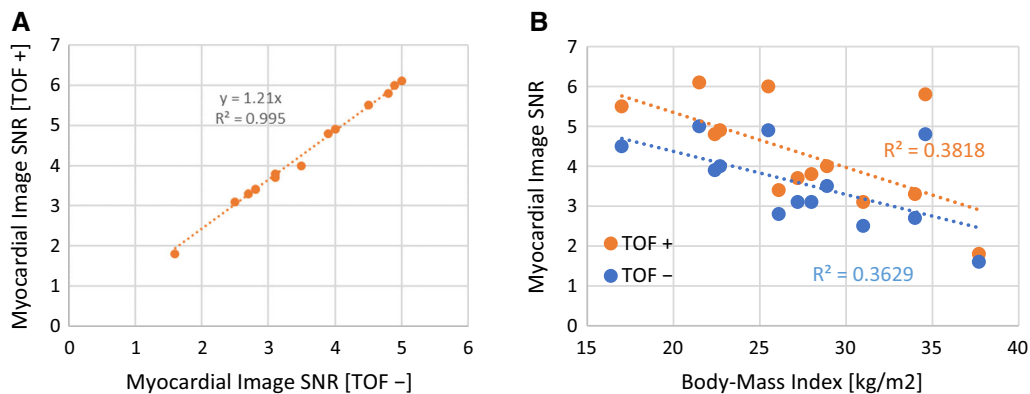 A
Myocardial Image SNR [TOF +]
7
6
5
4
3
2
1
0
y = 1.21x
R² = 0.995
0 1 2 3 4 5 6
Myocardial Image SNR [TOF −]
B
Myocardial Image SNR
7
6
5
4
3
2
1
0
R² = 0.3818
TOF +
TOF −
R² = 0.3629
15 20 25 30 35 40
Body-Mass Index [kg/m2]